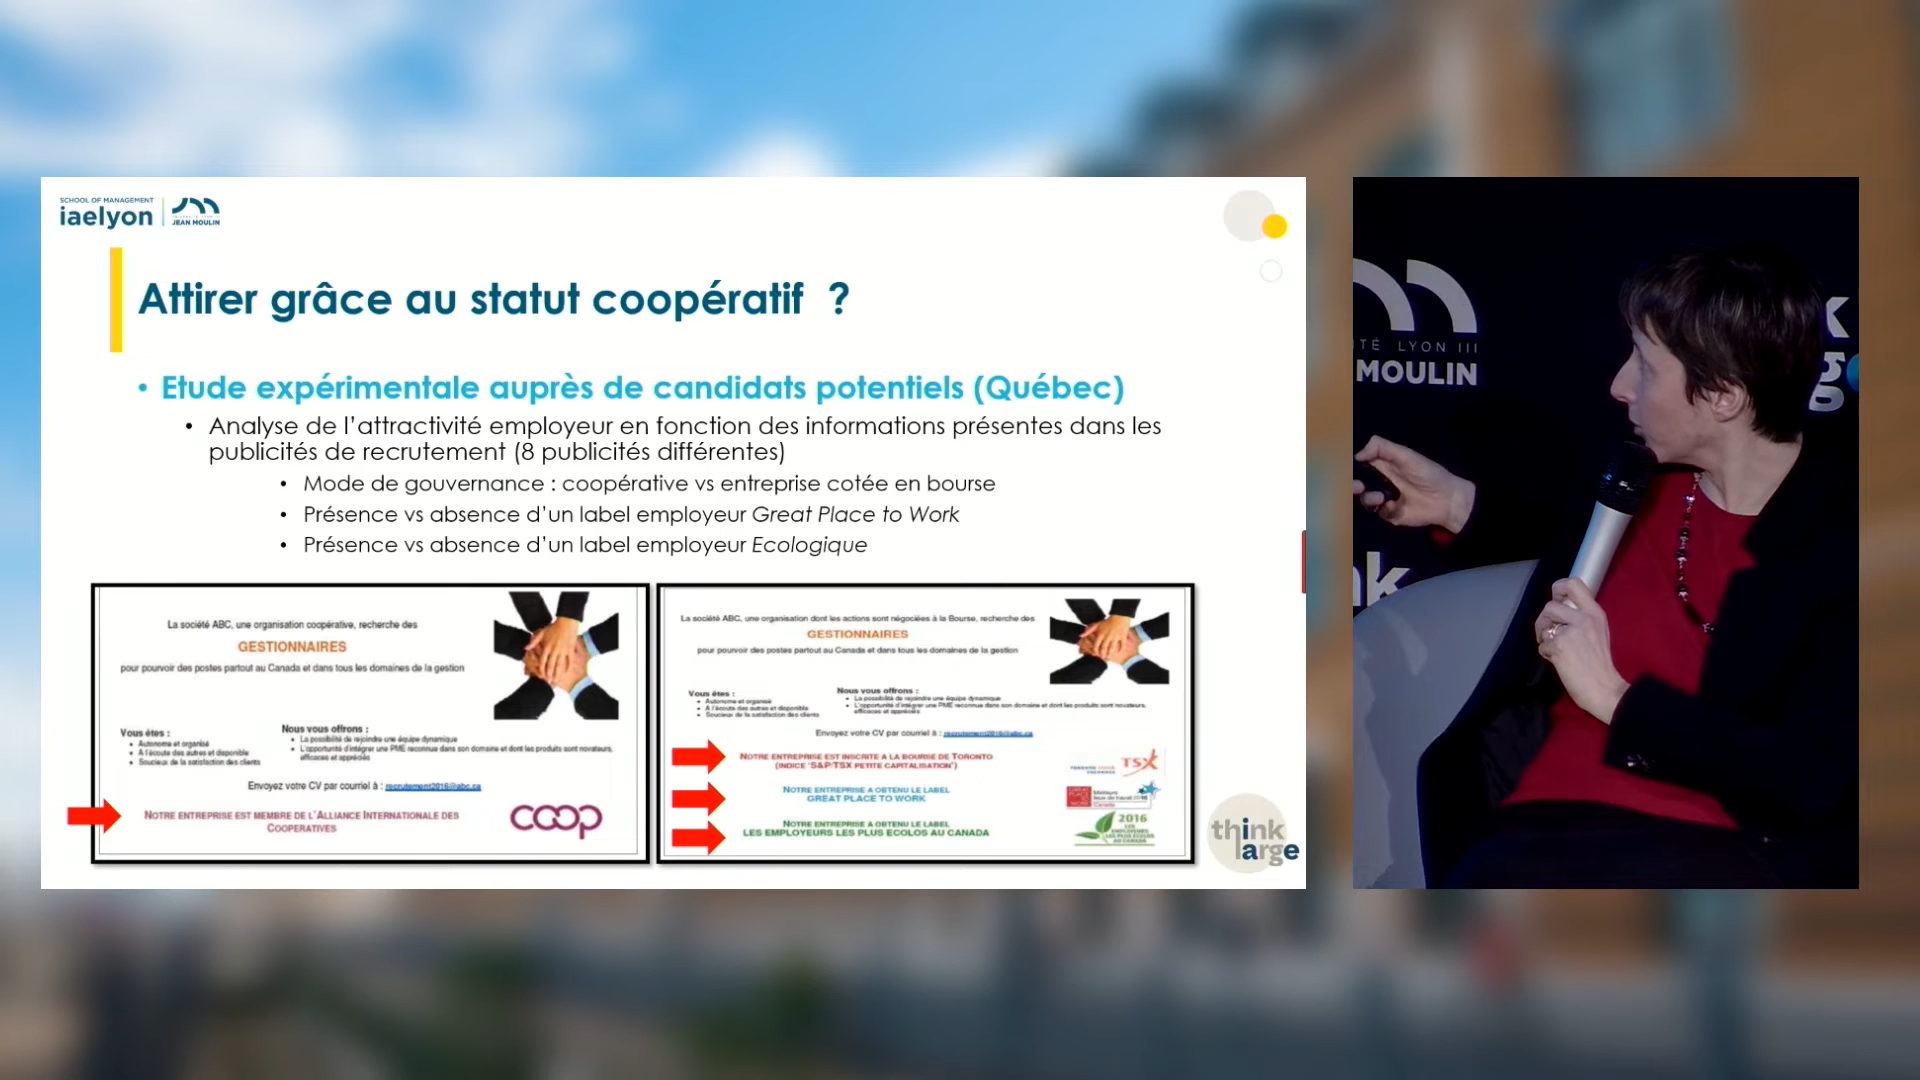 SCHOOL OF MANAGEMENT
iaelyon
JEAN MOULIN
Attirer grâce au statut coopératif ?
• Etude expérimentale auprès de candidats potentiels (Québec)
• Analyse de l'attractivité employeur en fonction des informations présentes dans les
publicités de recrutement (8 publicités différentes)
• Mode de gouvernance : coopérative vs entreprise cotée en bourse
• Présence vs absence d'un label employeur Great Place to Work
• Présence vs absence d'un label employeur Ecologique
La société ABC, une organisation coopérative, recherche des
GESTIONNAIRES
pour pourvoir des postes partout au Canada et dans tous les domaines de la gestion
Vous êtes :
• Autonome et organisé
• A l'écoute des autres et disponible
• Soucieux de la satisfaction des clients
Nous vous offrons :
• La possibilité de rejoindre une équipe dynamique
• L'opportunité d'intégrer une PME reconnue dans son domaine et dont les produits sont novateurs,
efficaces et appréciés
Envoyez votre CV par courriel à : recrutement2016@abc.ca
NOTRE ENTREPRISE EST MEMBRE DE L'ALLIANCE INTERNATIONALE DES
COOPERATIVES
coop
La société ABC, une organisation dont les actions sont négociées à la Bourse, recherche des
GESTIONNAIRES
pour pourvoir des postes partout au Canada et dans tous les domaines de la gestion
Vous êtes :
• Autonome et organisé
• A l'écoute des autres et disponible
• Soucieux de la satisfaction des clients
Nous vous offrons :
• La possibilité de rejoindre une équipe dynamique
• L'opportunité d'intégrer une PME reconnue dans son domaine et dont les produits sont novateurs,
efficaces et appréciés
Envoyez votre CV par courriel à : recrutement2016@abc.ca
NOTRE ENTREPRISE EST INSCRITE A LA BOURSE DE TORONTO
(INDICE 'S&P/TSX PETITE CAPITALISATION')
TSX
NOTRE ENTREPRISE A OBTENU LE LABEL
GREAT PLACE TO WORK
NOTRE ENTREPRISE A OBTENU LE LABEL
LES EMPLOYEURS LES PLUS ECOLOS AU CANADA
2016
think
large
TÉ LYON III
MOULIN
k
g
nk